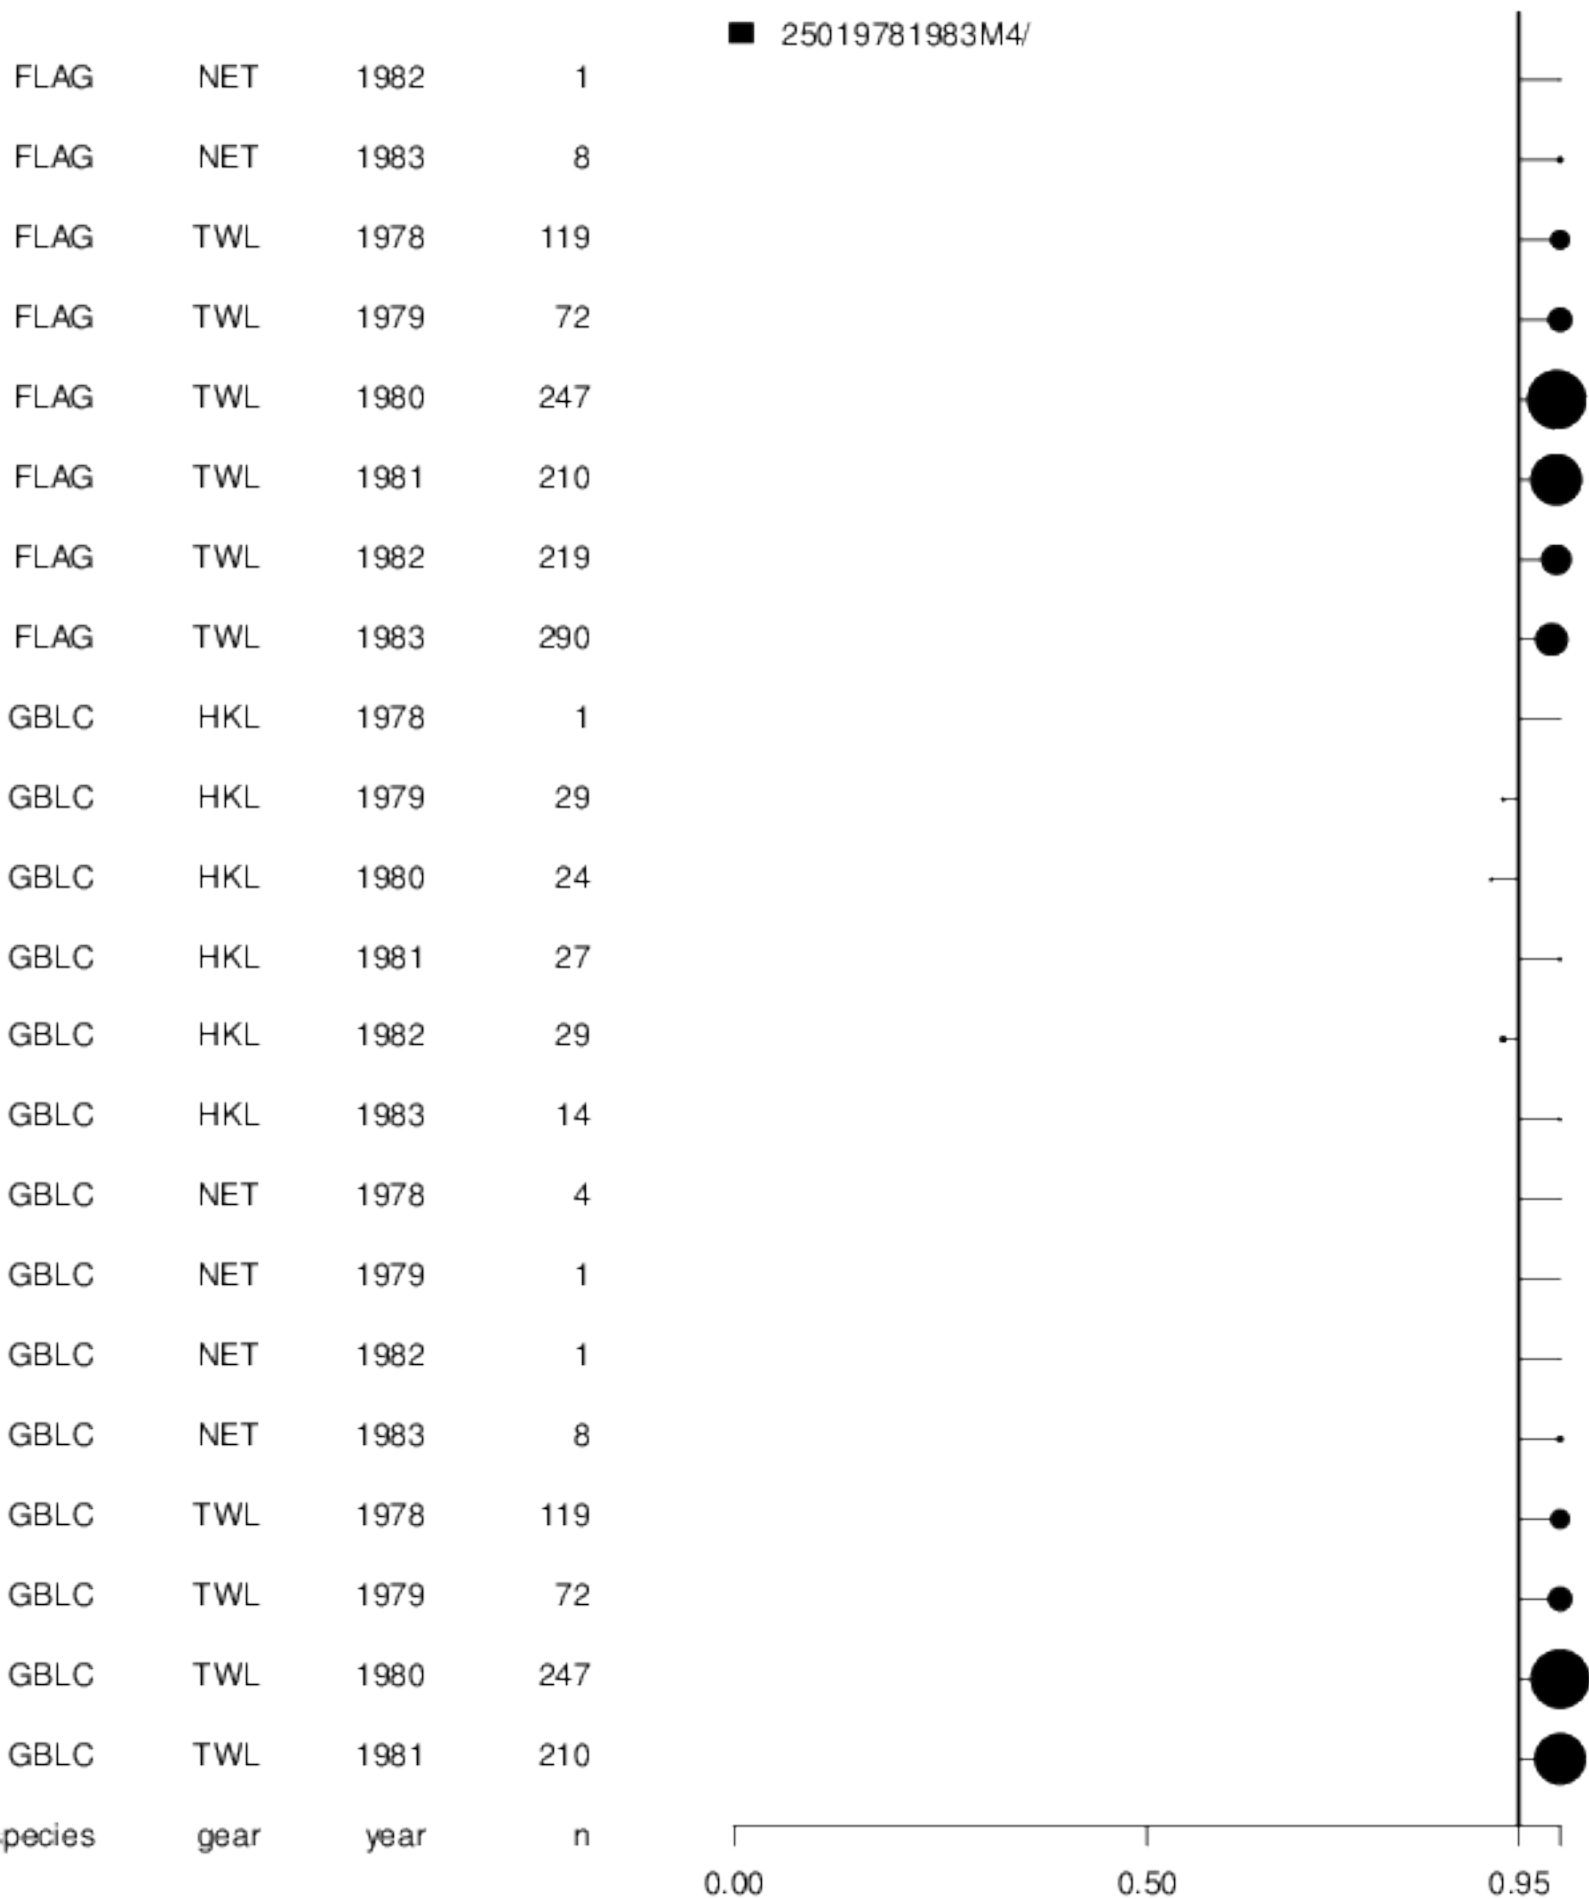 25019781983M4/
FLAG NET 1982 1
FLAG NET 1983 8
FLAG TWL 1978 119
FLAG TWL 1979 72
FLAG TWL 1980 247
FLAG TWL 1981 210
FLAG TWL 1982 219
FLAG TWL 1983 290
GBLC HKL 1978 1
GBLC HKL 1979 29
GBLC HKL 1980 24
GBLC HKL 1981 27
GBLC HKL 1982 29
GBLC HKL 1983 14
GBLC NET 1978 4
GBLC NET 1979 1
GBLC NET 1982 1
GBLC NET 1983 8
GBLC TWL 1978 119
GBLC TWL 1979 72
GBLC TWL 1980 247
GBLC TWL 1981 210
pecies gear year n
0.00 0.50 0.95